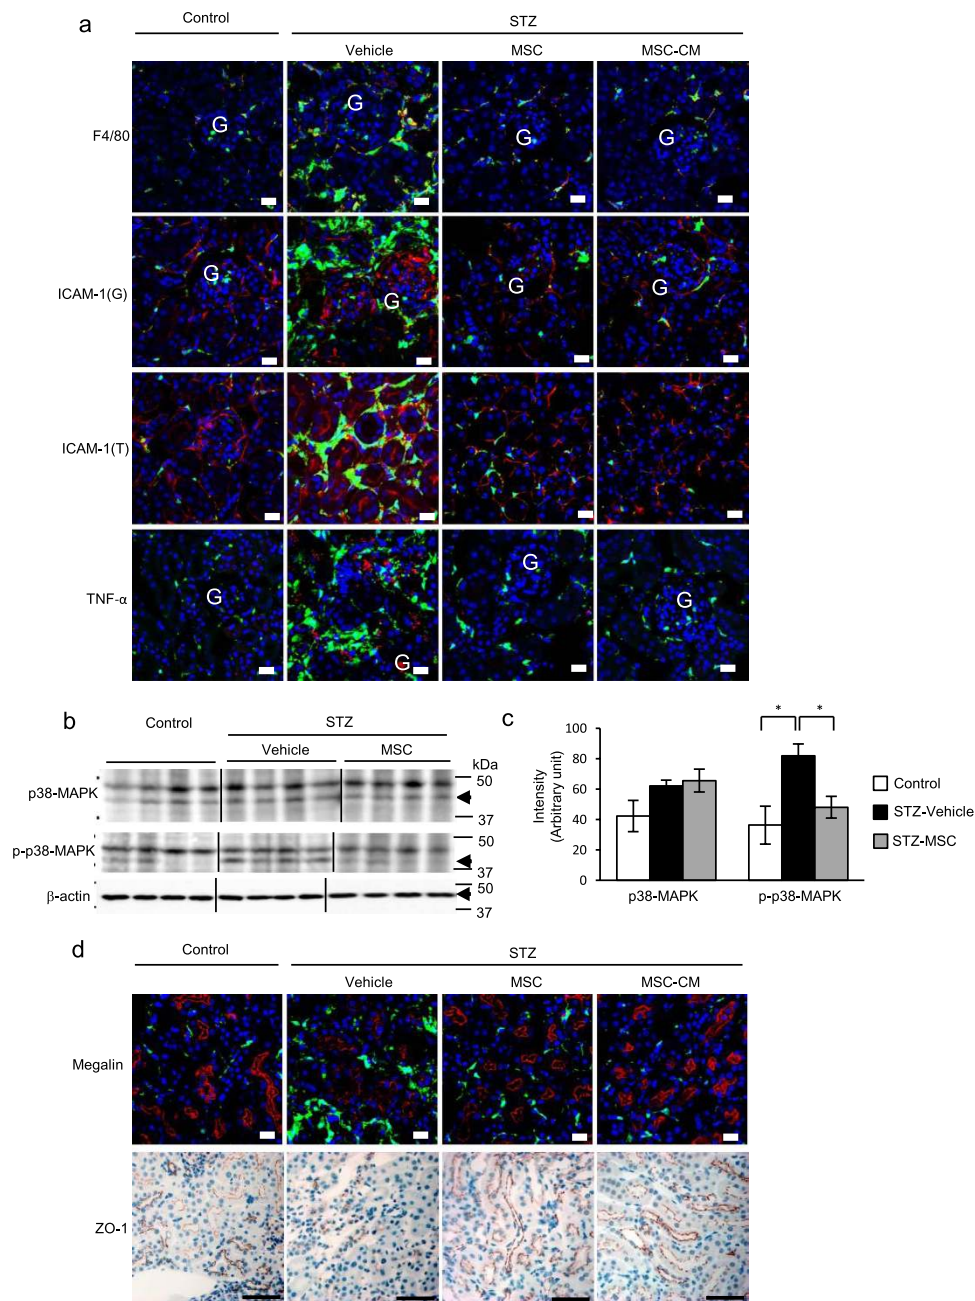 a
Control
STZ
Vehicle
MSC
MSC-CM
F4/80
G
G
G
G
ICAM-1(G)
G
G
G
G
ICAM-1(T)
TNF-α
G
G
G
G
b
Control
STZ
Vehicle
MSC
kDa
p38-MAPK
50
37
p-p38-MAPK
50
37
β-actin
50
37
c
Intensity
(Arbitrary unit)
100
80
60
40
20
0
* *
p38-MAPK
p-p38-MAPK
Control
STZ-Vehicle
STZ-MSC
d
Control
STZ
Vehicle
MSC
MSC-CM
Megalin
ZO-1